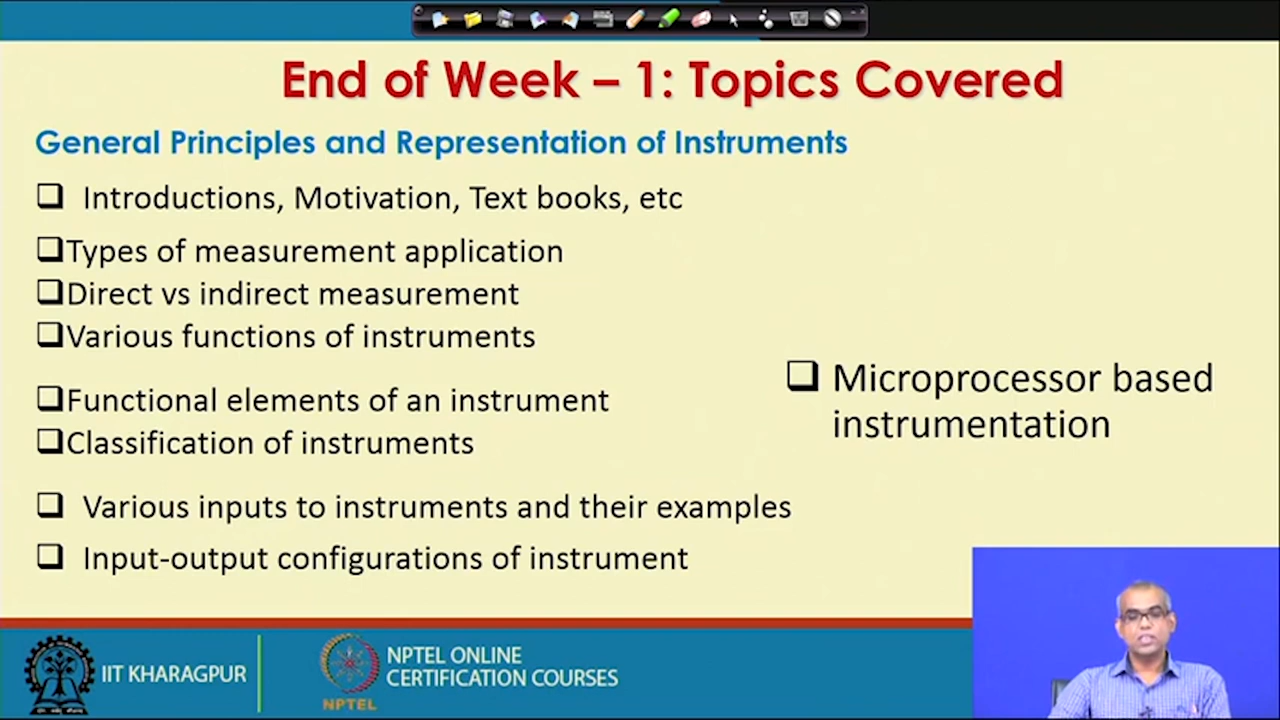 End of Week – 1: Topics Covered
General Principles and Representation of Instruments
Introductions, Motivation, Text books, etc
Types of measurement application
Direct vs indirect measurement
Various functions of instruments
Functional elements of an instrument
Classification of instruments
Various inputs to instruments and their examples
Input-output configurations of instrument
Microprocessor based
instrumentation
IIT KHARAGPUR
NPTEL
NPTEL ONLINE
CERTIFICATION COURSES